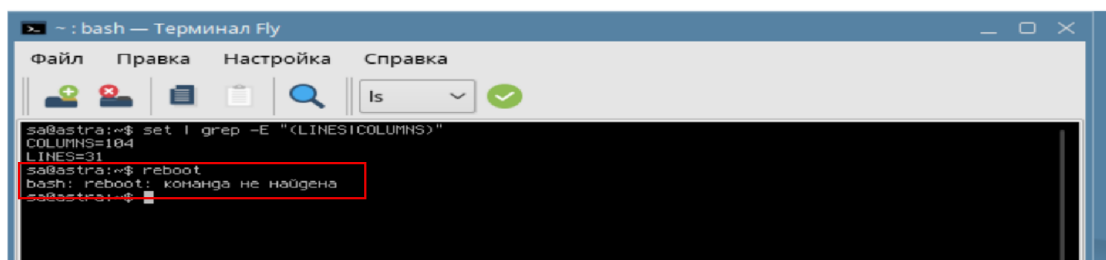 ~ : bash — Терминал Fly
Файл Правка Настройка Справка
ls
sa@astra:~$ set | grep -E "(LINES|COLUMNS)"
COLUMNS=104
LINES=31
sa@astra:~$ reboot
bash: reboot: команда не найдена
sa@astra:~$